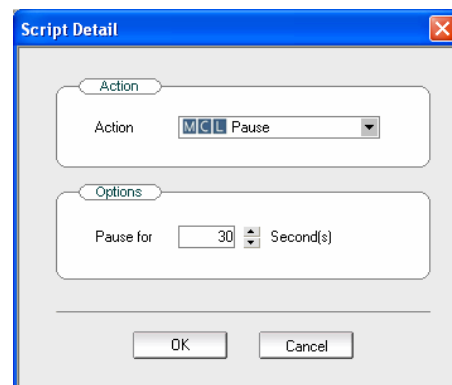 Script Detail
Action
Action MCL Pause
Options
Pause for 30 Second(s)
OK Cancel